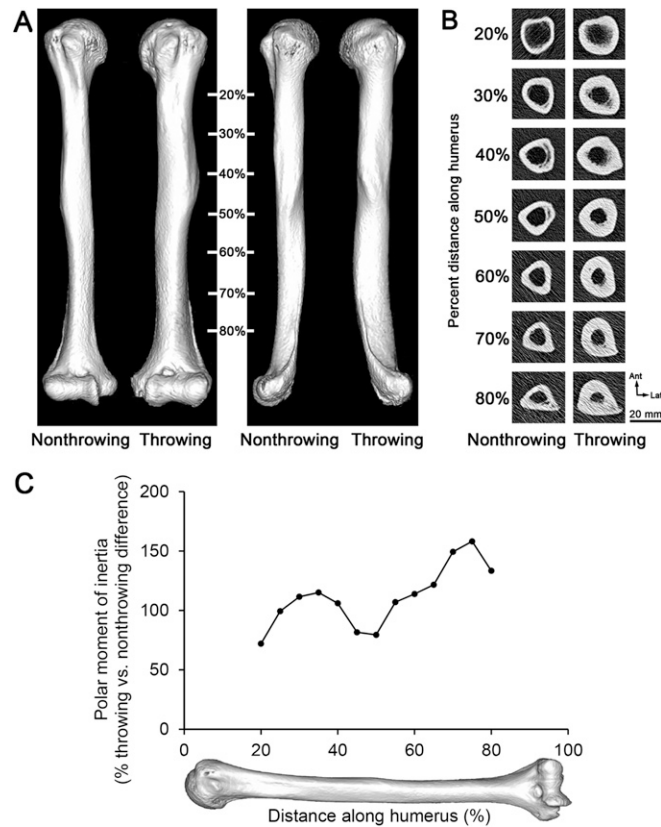 A
20%
30%
40%
50%
60%
70%
80%
Nonthrowing Throwing
Nonthrowing Throwing
B
Percent distance along humerus
20%
30%
40%
50%
60%
70%
80%
Ant
Lat
20 mm
Nonthrowing Throwing
C
Polar moment of inertia
(% throwing vs. nonthrowing difference)
200
150
100
50
0
0 20 40 60 80 100
Distance along humerus (%)